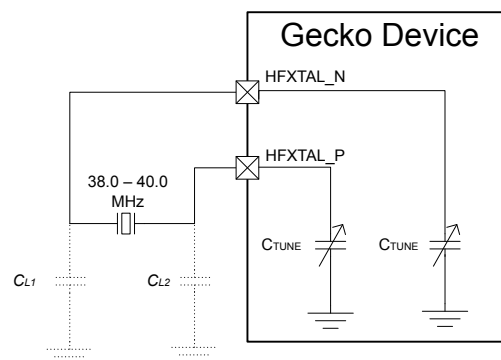 Gecko Device
HFXTAL_N
HFXTAL_P
38.0 – 40.0
MHz
CTUNE
CTUNE
CL1
CL2